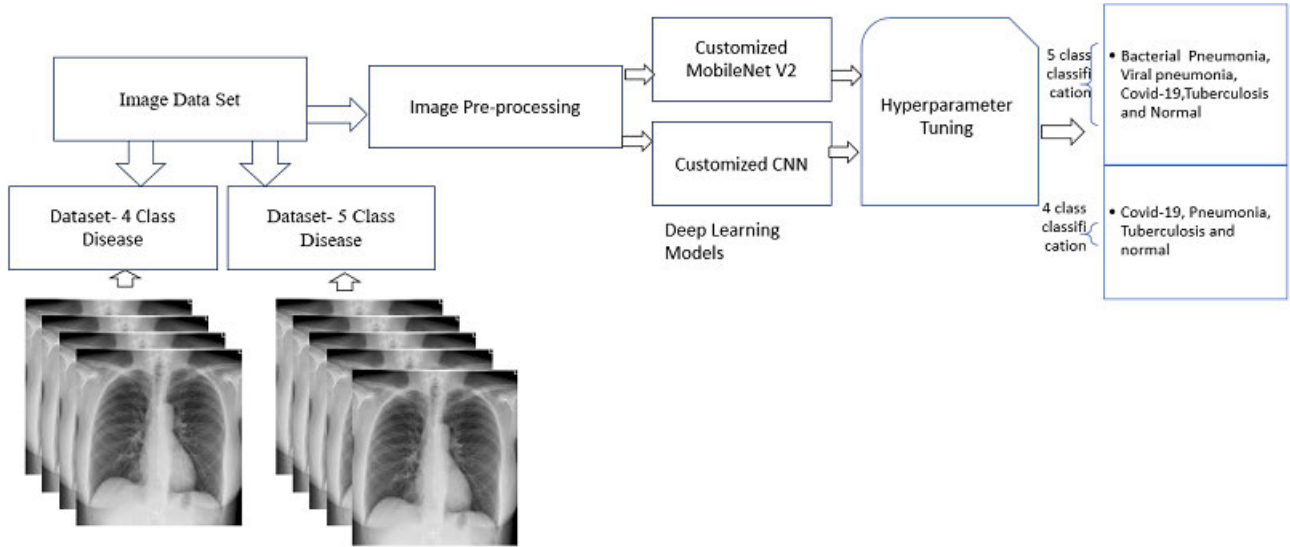 Image Data Set
Dataset- 4 Class
Disease
Dataset- 5 Class
Disease
Image Pre-processing
Customized
MobileNet V2
Customized CNN
Deep Learning
Models
Hyperparameter
Tuning
5 class
classifi
cation
• Bacterial Pneumonia,
Viral pneumonia,
Covid-19,Tuberculosis
and Normal
4 class
classifi
cation
• Covid-19, Pneumonia,
Tuberculosis and
normal